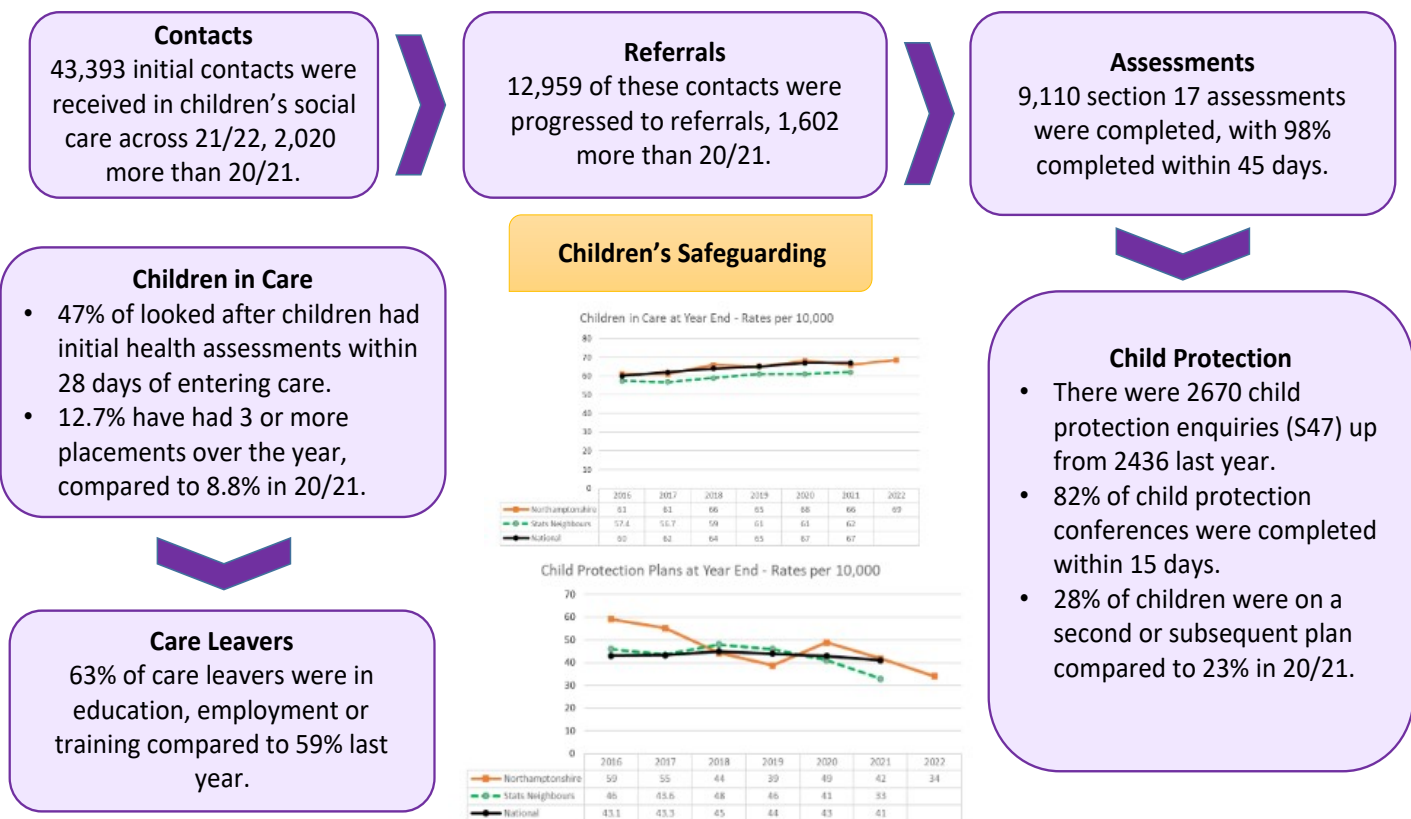 Contacts
43,393 initial contacts were
received in children's social
care across 21/22, 2,020
more than 20/21.
Referrals
12,959 of these contacts were
progressed to referrals, 1,602
more than 20/21.
Assessments
9,110 section 17 assessments
were completed, with 98%
completed within 45 days.
Children's Safeguarding
Children in Care
• 47% of looked after children had
initial health assessments within
28 days of entering care.
• 12.7% have had 3 or more
placements over the year,
compared to 8.8% in 20/21.
Care Leavers
63% of care leavers were in
education, employment or
training compared to 59% last
year.
Children in Care at Year End - Rates per 10,000
80
70
60
50
40
30
20
10
0
2016 2017 2018 2019 2020 2021 2022
Northamptonshire 61 61 66 65 68 66 69
Stats Neighbours 57.4 56.7 59 61 61 62
National 60 62 64 65 67 67
Child Protection Plans at Year End - Rates per 10,000
70
60
50
40
30
20
10
0
2016 2017 2018 2019 2020 2021 2022
Northamptonshire 59 55 44 39 49 42 34
Stats Neighbours 46 43.6 48 46 41 33
National 43.1 43.3 45 44 43 41
Child Protection
• There were 2670 child
protection enquiries (S47) up
from 2436 last year.
• 82% of child protection
conferences were completed
within 15 days.
• 28% of children were on a
second or subsequent plan
compared to 23% in 20/21.